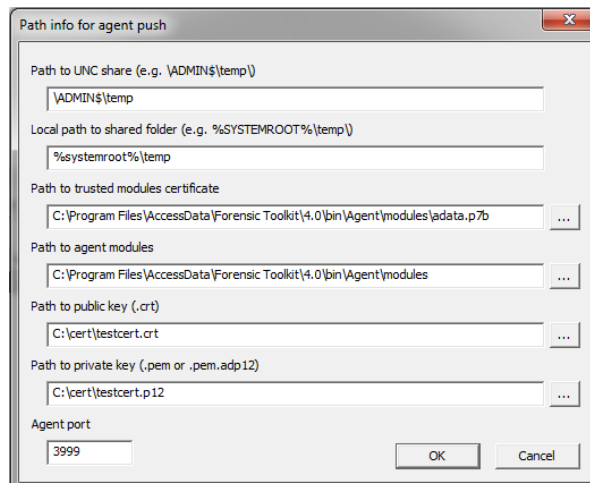 Path info for agent push
Path to UNC share (e.g. \ADMIN$\temp\)
\ADMIN$\temp
Local path to shared folder (e.g. %SYSTEMROOT%\temp\)
%systemroot%\temp
Path to trusted modules certificate
C:\Program Files\AccessData\Forensic Toolkit\4.0\bin\Agent\modules\adata.p7b
...
Path to agent modules
C:\Program Files\AccessData\Forensic Toolkit\4.0\bin\Agent\modules
...
Path to public key (.crt)
C:\cert\testcert.crt
...
Path to private key (.pem or .pem.adp12)
C:\cert\testcert.p12
...
Agent port
3999
OK
Cancel